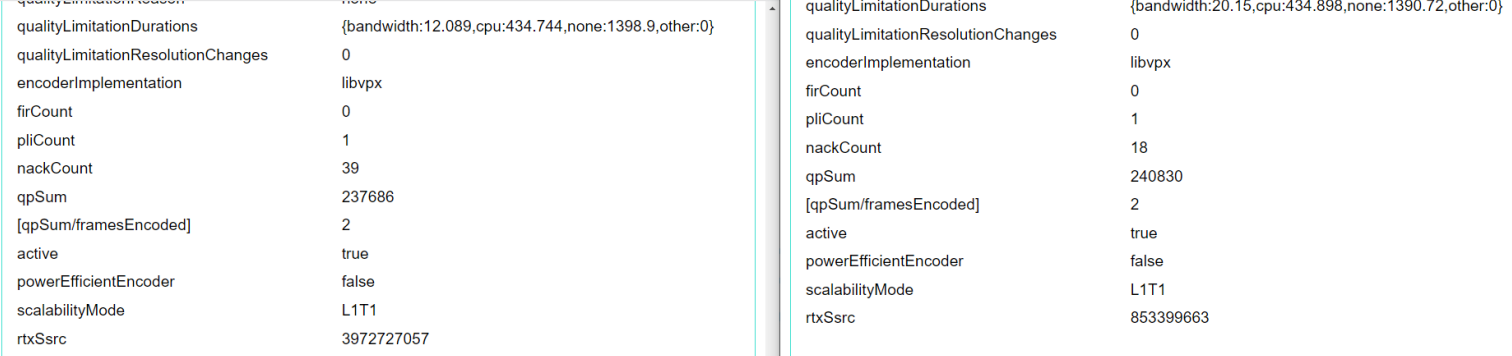 qualityLimitationReason none
qualityLimitationDurations {bandwidth:12.089,cpu:434.744,none:1398.9,other:0}
qualityLimitationResolutionChanges 0
encoderImplementation libvpx
firCount 0
pliCount 1
nackCount 39
qpSum 237686
[qpSum/framesEncoded] 2
active true
powerEfficientEncoder false
scalabilityMode L1T1
rtxSsrc 3972727057
qualityLimitationDurations {bandwidth:20.15,cpu:434.898,none:1390.72,other:0}
qualityLimitationResolutionChanges 0
encoderImplementation libvpx
firCount 0
pliCount 1
nackCount 18
qpSum 240830
[qpSum/framesEncoded] 2
active true
powerEfficientEncoder false
scalabilityMode L1T1
rtxSsrc 853399663